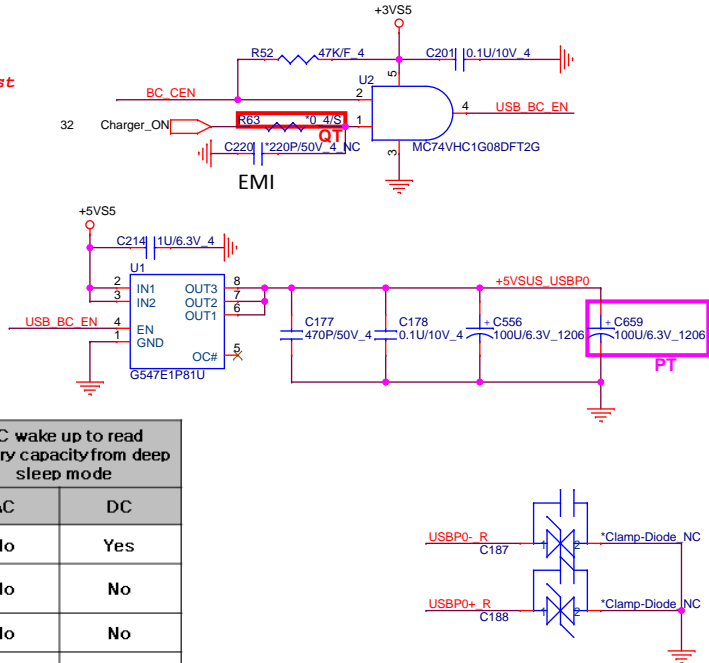 +3VS5
R52 47K/F_4 C201 0.1U/10V_4
st
U2
5
BC_CEN 2
4 USB_BC_EN
32 Charger_ON R63 *0_4/S 1
QT
C220 *220P/50V_4_NC 3 MC74VHC1G08DFT2G
EMI
+5VS5
C214 1U/6.3V_4
U1
2 IN1 OUT3 8
3 IN2 OUT2 7
OUT1 6
+5VSUS_USBP0
USB_BC_EN 4 EN
1 GND
OC# 5
G547E1P81U
C177
470P/50V_4
C178
0.1U/10V_4
+ C556
100U/6.3V_1206
+ C659
100U/6.3V_1206
PT
C wake up to read
ry capacity from deep
sleep mode
C DC
lo Yes
lo No
lo No
USBP0-_R 1 2 *Clamp-Diode_NC
C187
USBP0+_R 1 2 *Clamp-Diode_NC
C188